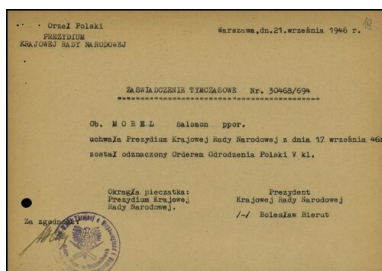 Orzeł Polski
Warszawa,dn.21.września 1946 r.
PREZYDIUM
KRAJOWEJ RADY NARODOWEJ
ZAŚWIADCZENIE TYMCZASOWE Nr. 30468/694
Ob. M O R E L Salomon ppor.
uchwałą Prezydium Krajowej Rady Narodowej z dnia 17 września 46r
został odznaczony Orderem Odrodzenia Polski V kl.
Okrągła pieczątka: Prezydent
Prezydium Krajowej Krajowej Rady Narodowej
Rady Narodowej. /-/ Bolesław Bierut
Za zgodność